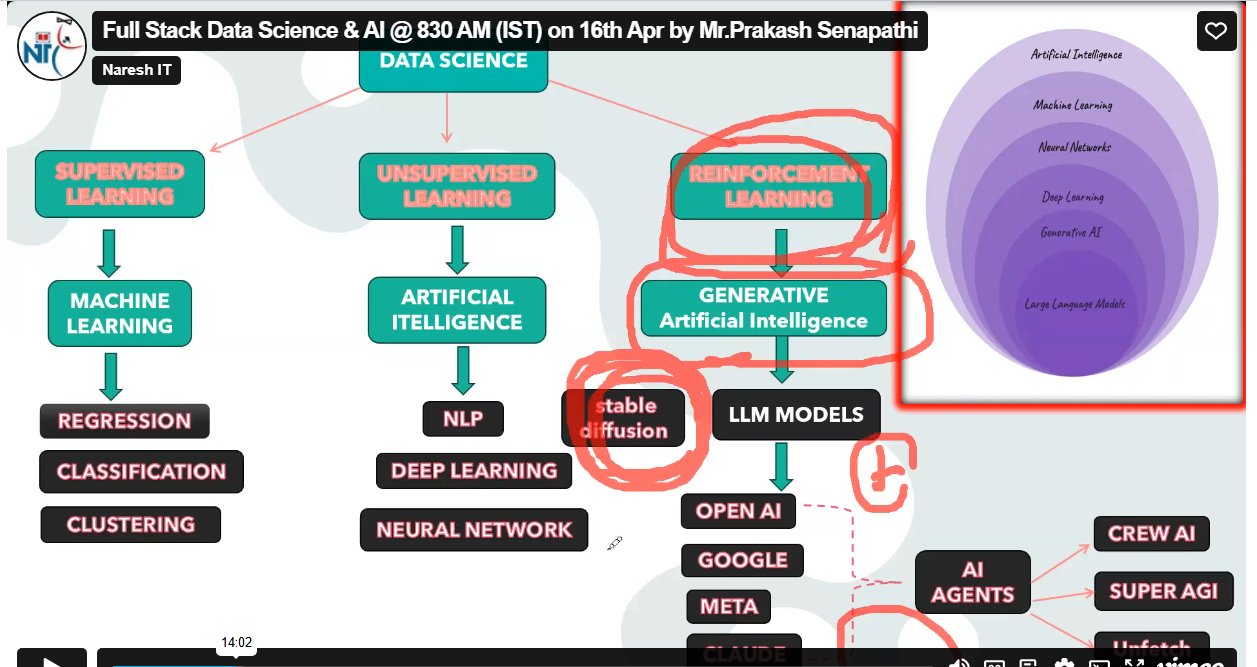 Full Stack Data Science & AI @ 830 AM (IST) on 16th Apr by Mr.Prakash Senapathi
Naresh IT
DATA SCIENCE
SUPERVISED
LEARNING
UNSUPERVISED
LEARNING
REINFORCEMENT
LEARNING
MACHINE
LEARNING
ARTIFICIAL
ITELLIGENCE
GENERATIVE
Artificial Intelligence
REGRESSION
CLASSIFICATION
CLUSTERING
NLP
DEEP LEARNING
NEURAL NETWORK
stable
diffusion
LLM MODELS
OPEN AI
GOOGLE
META
CLAUDE
AI
AGENTS
CREW AI
SUPER AGI
Unfetch
Artificial Intelligence
Machine Learning
Neural Networks
Deep Learning
Generative AI
Large Language Models
14:02
vimeo